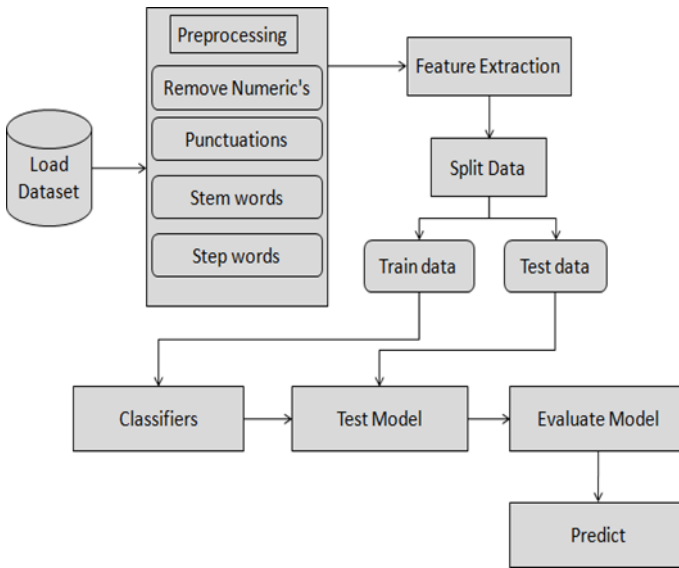 Load
Dataset
Preprocessing
Remove Numeric's
Punctuations
Stem words
Step words
Feature Extraction
Split Data
Train data
Test data
Classifiers
Test Model
Evaluate Model
Predict